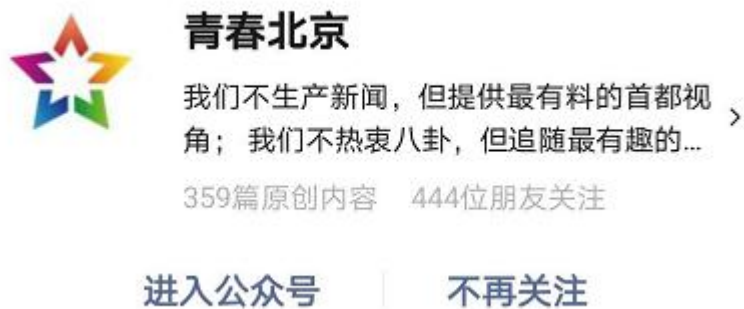 青春北京
我们不生产新闻，但提供最有料的首都视
角； 我们不热衷八卦，但追随最有趣的...
359篇原创内容 444位朋友关注
进入公众号 不再关注